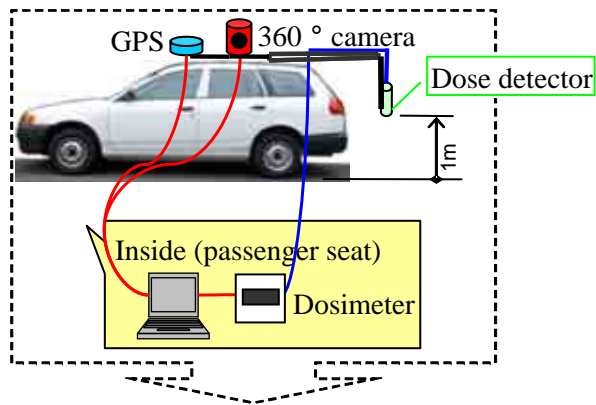 GPS
360 ° camera
Dose detector
1m
Inside (passenger seat)
Dosimeter